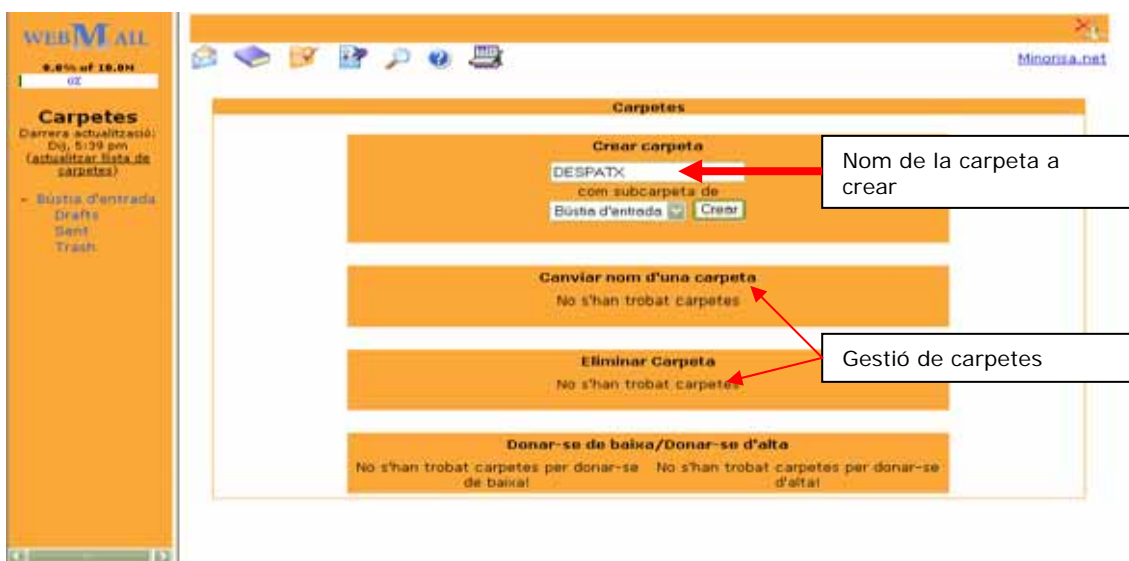 WEBMAIL
0.0% of 10.0M
0%
Carpetes
Darrera actualització:
Dij, 5:39 pm
(actualitzar llista de
carpetes)
- Bústia d'entrada
Drafts
Sent
Trash
Minorisa.net
Carpetes
Crear carpeta
DESPATX
com subcarpeta de
Bústia d'entrada Crear
Nom de la carpeta a
crear
Canviar nom d'una carpeta
No s'han trobat carpetes
Gestió de carpetes
Eliminar Carpeta
No s'han trobat carpetes
Donar-se de baixa/Donar-se d'alta
No s'han trobat carpetes per donar-se
de baixa!
No s'han trobat carpetes per donar-se
d'alta!